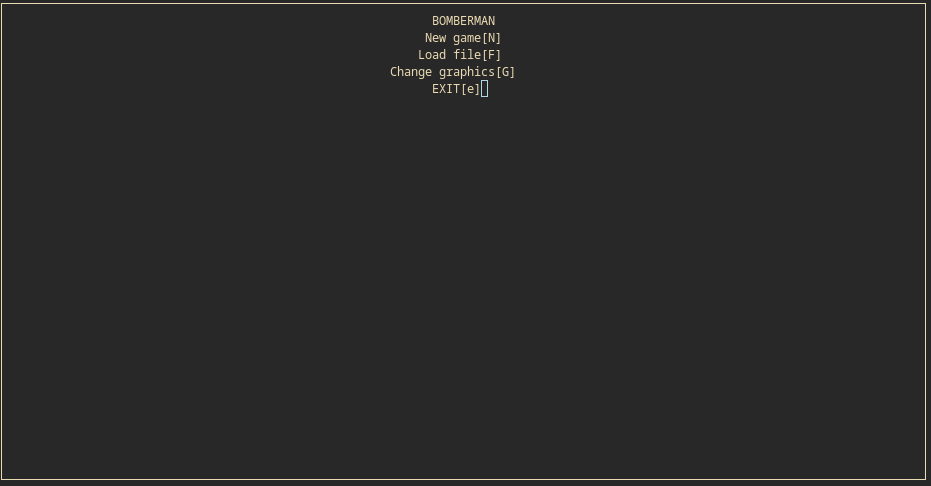 BOMBERMAN
New game[N]
Load file[F]
Change graphics[G]
EXIT[e]